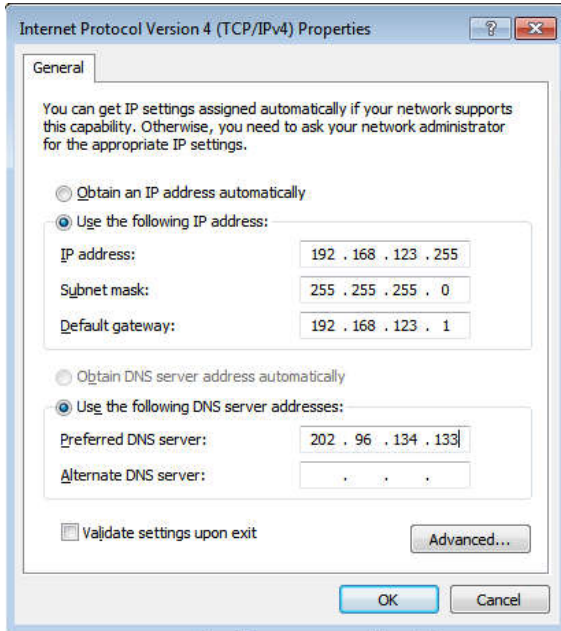 Internet Protocol Version 4 (TCP/IPv4) Properties
General
You can get IP settings assigned automatically if your network supports
this capability. Otherwise, you need to ask your network administrator
for the appropriate IP settings.
Obtain an IP address automatically
Use the following IP address:
IP address: 192 . 168 . 123 . 255
Subnet mask: 255 . 255 . 255 . 0
Default gateway: 192 . 168 . 123 . 1
Obtain DNS server address automatically
Use the following DNS server addresses:
Preferred DNS server: 202 . 96 . 134 . 133
Alternate DNS server: . . .
Validate settings upon exit
Advanced...
OK Cancel